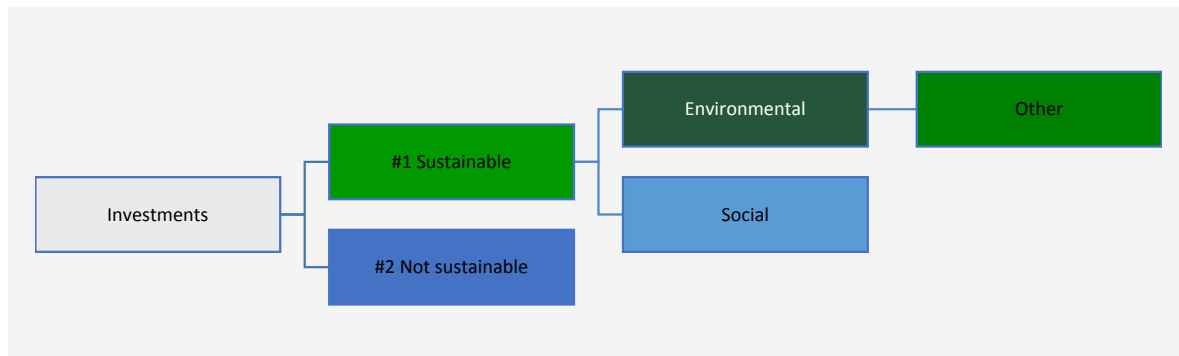 Environmental
Other
#1 Sustainable
Investments
Social
#2 Not sustainable